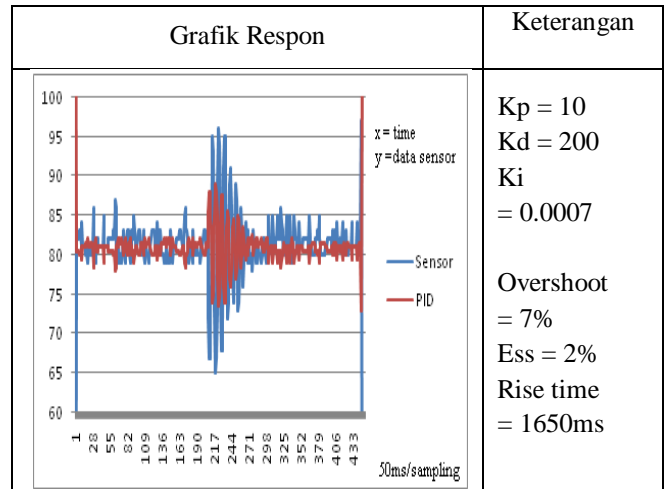 Grafik Respon
Keterangan
100
95
90
85
80
75
70
65
60
x = time
y =data sensor
Sensor
PID
1
28
55
82
109
136
163
190
217
244
271
298
325
352
379
406
433
50ms/sampling
Kp = 10
Kd = 200
Ki
= 0.0007
Overshoot
= 7%
Ess = 2%
Rise time
= 1650ms